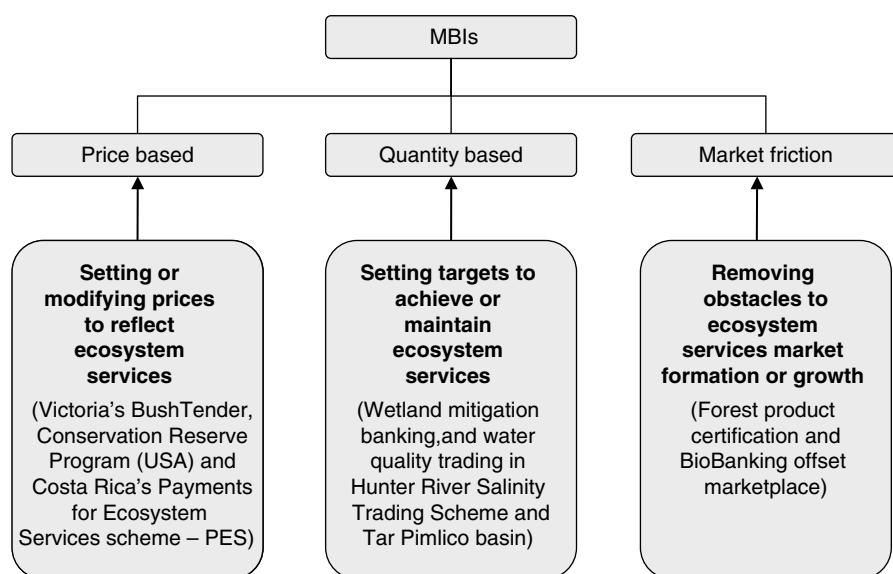 MBIs
Price based
Quantity based
Market friction
Setting or
modifying prices
to reflect
ecosystem
services
(Victoria's BushTender,
Conservation Reserve
Program (USA) and
Costa Rica's Payments
for Ecosystem
Services scheme – PES)
Setting targets to
achieve or
maintain
ecosystem
services
(Wetland mitigation
banking,and water
quality trading in
Hunter River Salinity
Trading Scheme and
Tar Pimlico basin)
Removing
obstacles to
ecosystem
services market
formation or growth
(Forest product
certification and
BioBanking offset
marketplace)